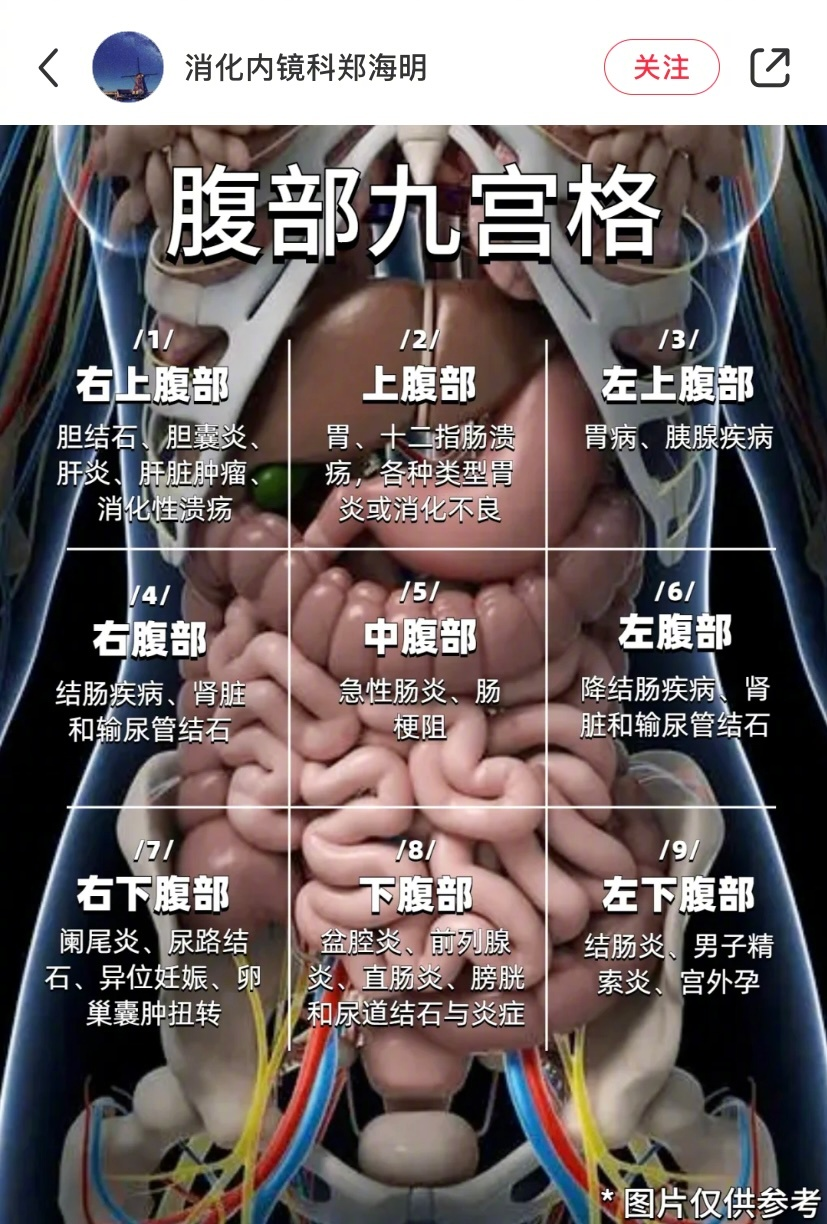 消化内镜科郑海明
关注
腹部九宫格
/1/
右上腹部
胆结石、胆囊炎、
肝炎、肝脏肿瘤、
消化性溃疡
/2/
上腹部
胃、十二指肠溃
疡，各种类型胃
炎或消化不良
/3/
左上腹部
胃病、胰腺疾病
/4/
右腹部
结肠疾病、肾脏
和输尿管结石
/5/
中腹部
急性肠炎、肠
梗阻
/6/
左腹部
降结肠疾病、肾
脏和输尿管结石
/7/
右下腹部
阑尾炎、尿路结
石、异位妊娠、卵
巢囊肿扭转
/8/
下腹部
盆腔炎、前列腺
炎、直肠炎、膀胱
和尿道结石与炎症
/9/
左下腹部
结肠炎、男子精
索炎、宫外孕
* 图片仅供参考